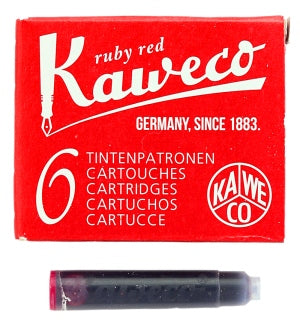 ruby red
Kaweco
GERMANY, SINCE 1883.
6
TINTENPATRONEN
CARTOUCHES
CARTRIDGES
CARTUCHOS
CARTUCCE
KA WE
CO